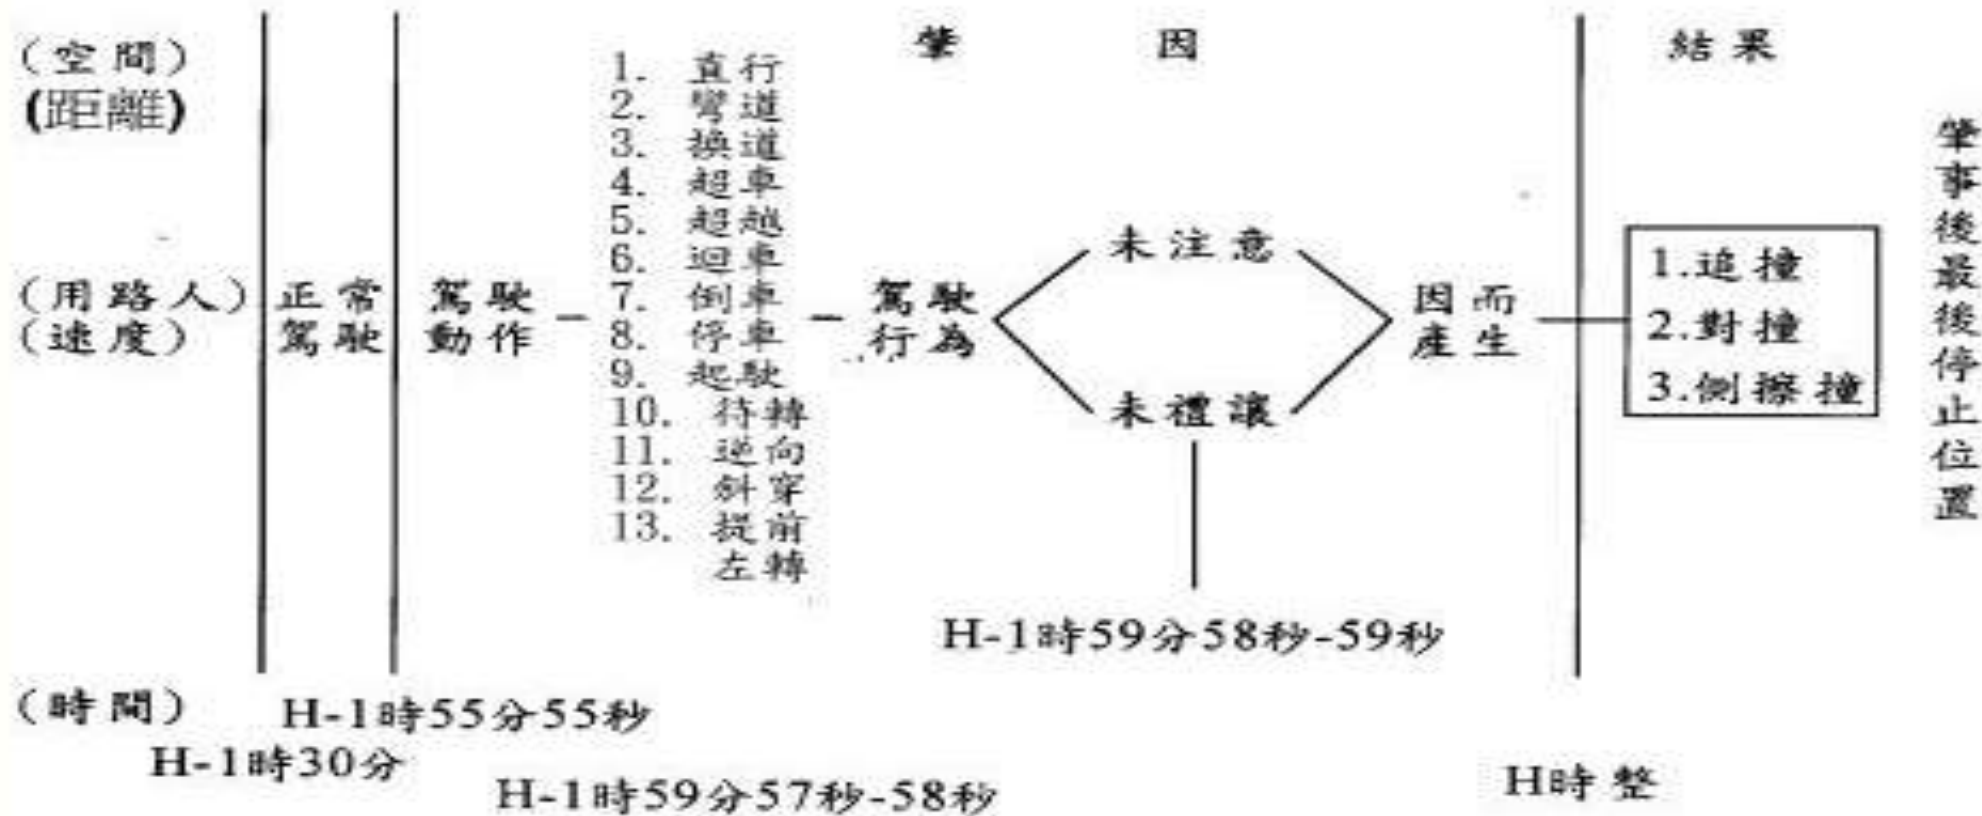 (空間)
(距離)
(用路人)
(速度)
(時間)
正常
駕駛
駕駛
動作
1. 直行
2. 彎道
3. 換道
4. 超車
5. 超越
6. 迴車
7. 倒車
8. 停車
9. 起駛
10. 待轉
11. 逆向
12. 斜穿
13. 提前
左轉
肇 因
駕駛
行為
未注意
未禮讓
因而
產生
結果
1.追撞
2.對撞
3.側擦撞
肇事後最後停止位置
H-1時59分58秒-59秒
H-1時55分55秒
H-1時30分
H-1時59分57秒-58秒
H時整